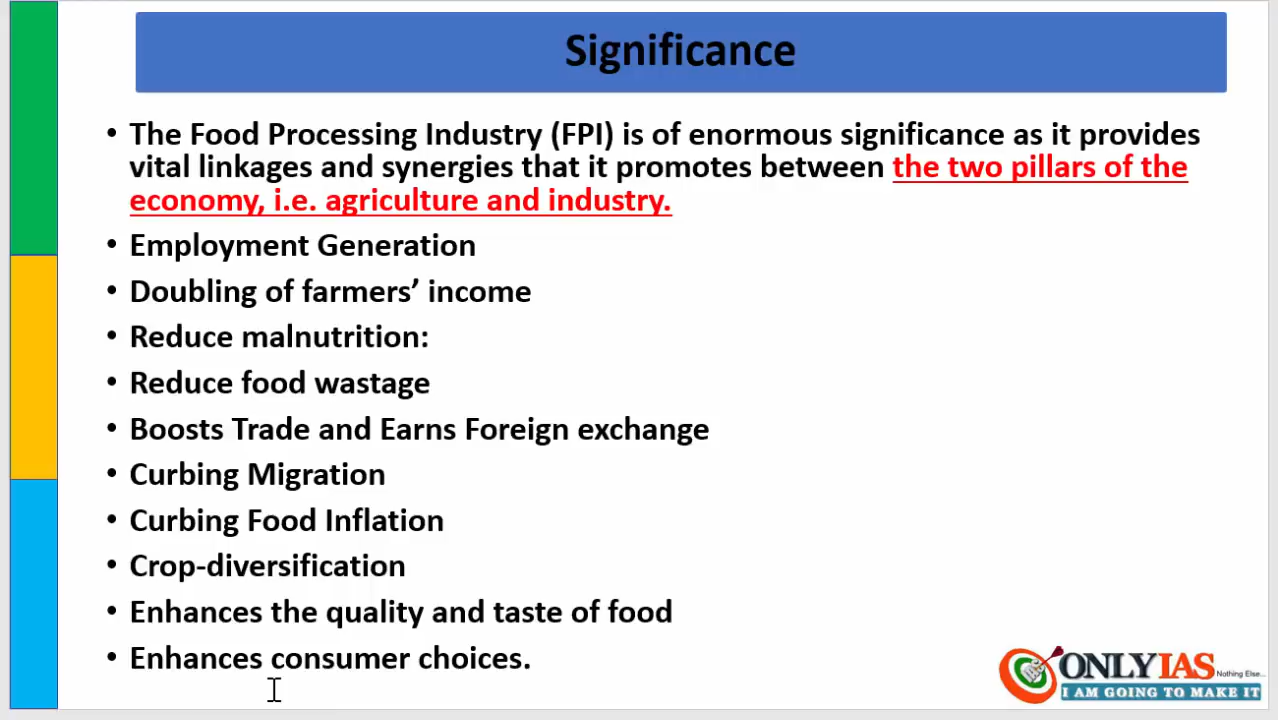 Significance
• The Food Processing Industry (FPI) is of enormous significance as it provides
vital linkages and synergies that it promotes between the two pillars of the
economy, i.e. agriculture and industry.
• Employment Generation
• Doubling of farmers’ income
• Reduce malnutrition:
• Reduce food wastage
• Boosts Trade and Earns Foreign exchange
• Curbing Migration
• Curbing Food Inflation
• Crop-diversification
• Enhances the quality and taste of food
• Enhances consumer choices.
ONLYIAS
Nothing Else...
I AM GOING TO MAKE IT